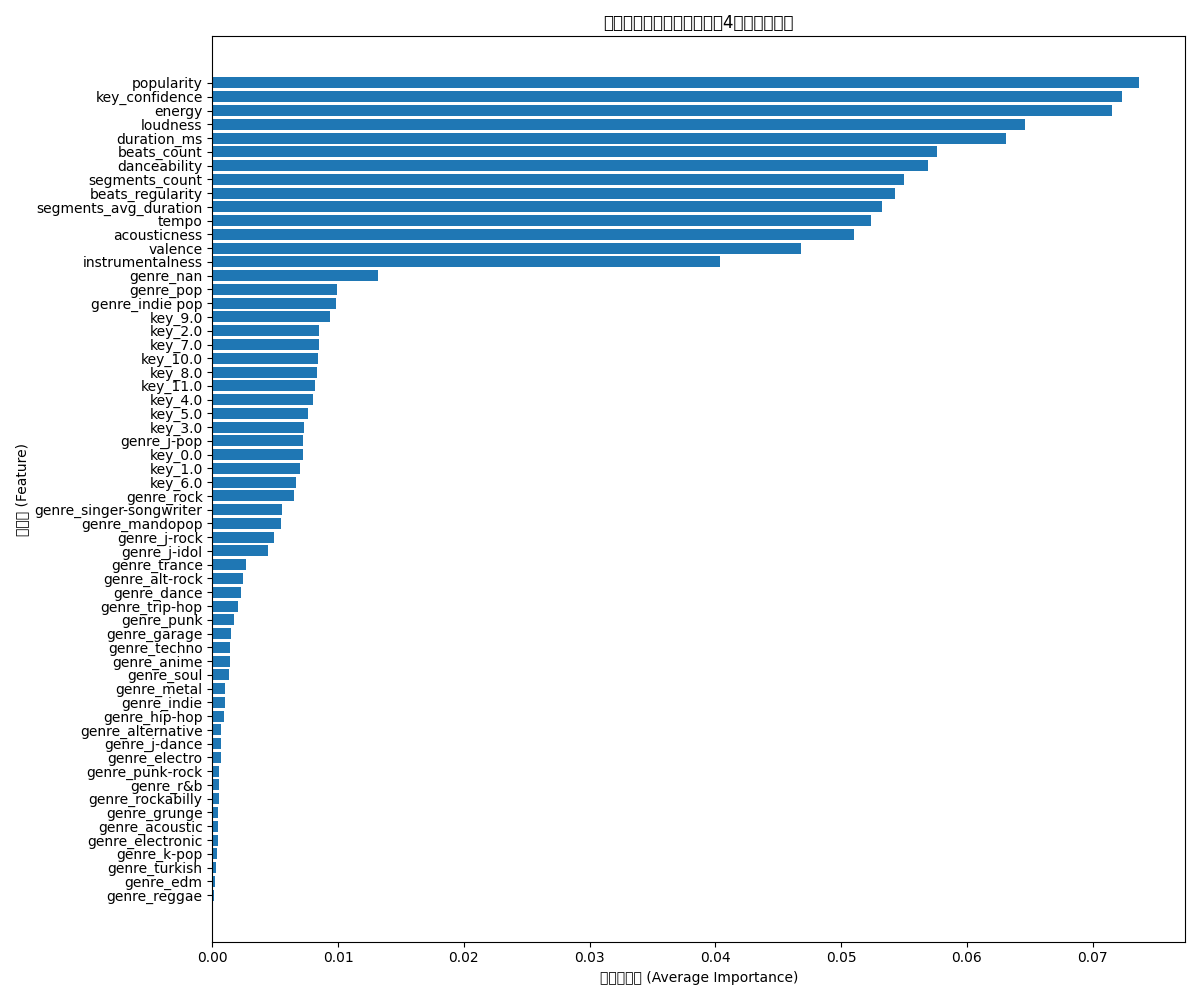 4
popularity
key_confidence
energy
loudness
duration_ms
beats_count
danceability
segments_count
beats_regularity
segments_avg_duration
tempo
acousticness
valence
instrumentalness
genre_nan
genre_pop
genre_indie pop
key_9.0
key_2.0
key_7.0
key_10.0
key_8.0
key_11.0
key_4.0
key_5.0
key_3.0
genre_j-pop
key_0.0
key_1.0
key_6.0
genre_rock
genre_singer-songwriter
genre_mandopop
genre_j-rock
genre_j-idol
genre_trance
genre_alt-rock
genre_dance
genre_trip-hop
genre_punk
genre_garage
genre_techno
genre_anime
genre_soul
genre_metal
genre_indie
genre_hip-hop
genre_alternative
genre_j-dance
genre_electro
genre_punk-rock
genre_r&b
genre_rockabilly
genre_grunge
genre_acoustic
genre_electronic
genre_k-pop
genre_turkish
genre_edm
genre_reggae
(Feature)
0.00 0.01 0.02 0.03 0.04 0.05 0.06 0.07
(Average Importance)